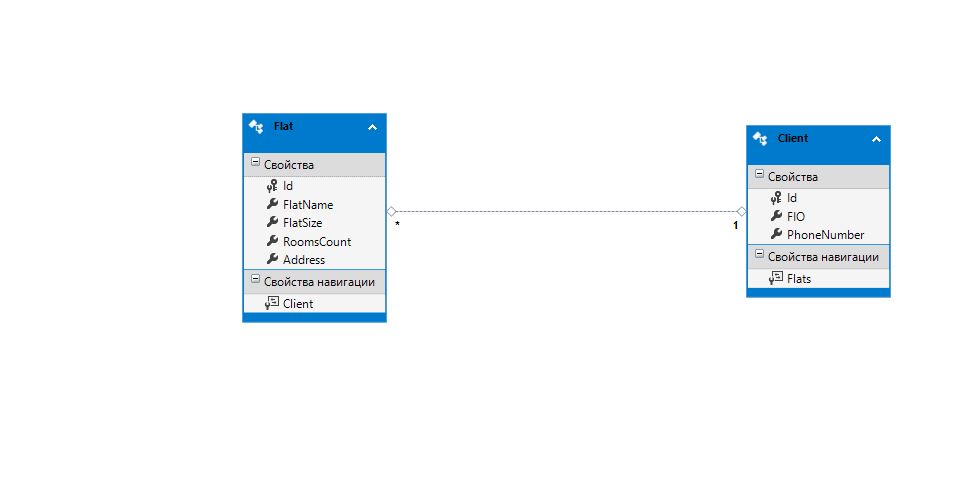 Flat
Свойства
Id
FlatName
FlatSize
RoomsCount
Address
Свойства навигации
Client
*
1
Client
Свойства
Id
FIO
PhoneNumber
Свойства навигации
Flats